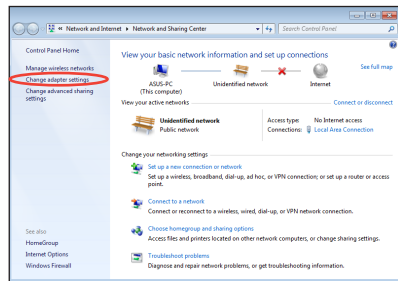 « Network and Internet ▸ Network and Sharing Center
Search Control Panel
Control Panel Home
Manage wireless networks
Change adapter settings
Change advanced sharing
settings
See also
HomeGroup
Internet Options
Windows Firewall
View your basic network information and set up connections
See full map
ASUS-PC
(This computer)
Unidentified network
Internet
View your active networks
Connect or disconnect
Unidentified network
Public network
Access type: No Internet access
Connections: Local Area Connection
Change your networking settings
Set up a new connection or network
Set up a wireless, broadband, dial-up, ad hoc, or VPN connection; or set up a router or access
point.
Connect to a network
Connect or reconnect to a wireless, wired, dial-up, or VPN network connection.
Choose homegroup and sharing options
Access files and printers located on other network computers, or change sharing settings.
Troubleshoot problems
Diagnose and repair network problems, or get troubleshooting information.